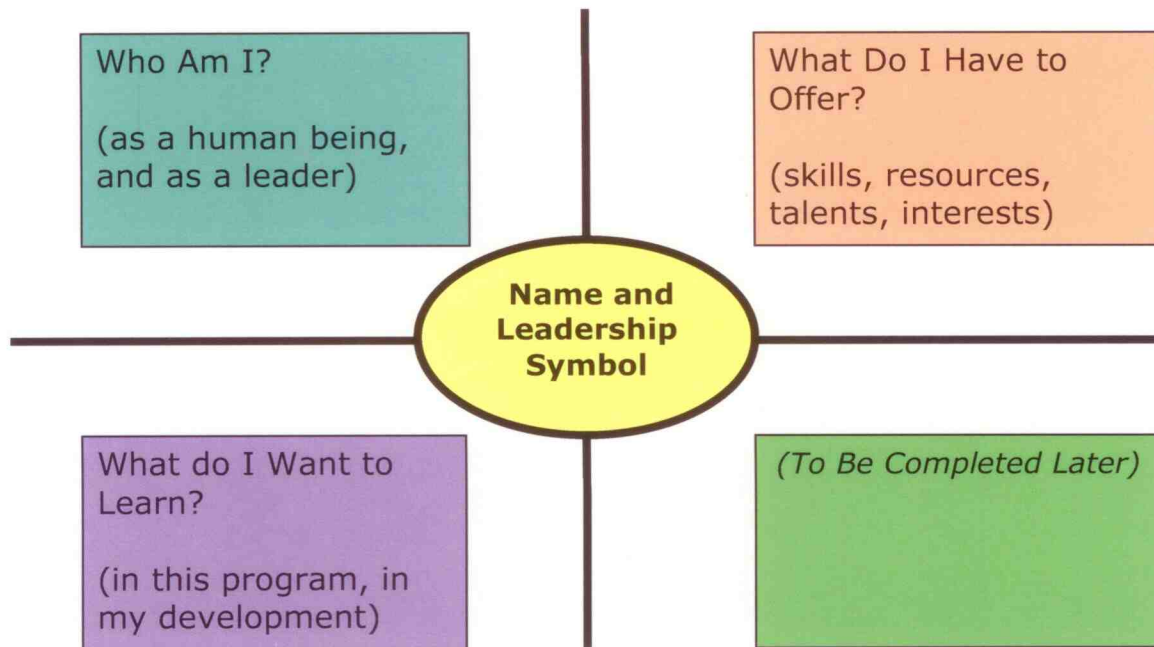 Who Am I?
(as a human being,
and as a leader)
What Do I Have to
Offer?
(skills, resources,
talents, interests)
Name and
Leadership
Symbol
What do I Want to
Learn?
(in this program, in
my development)
(To Be Completed Later)